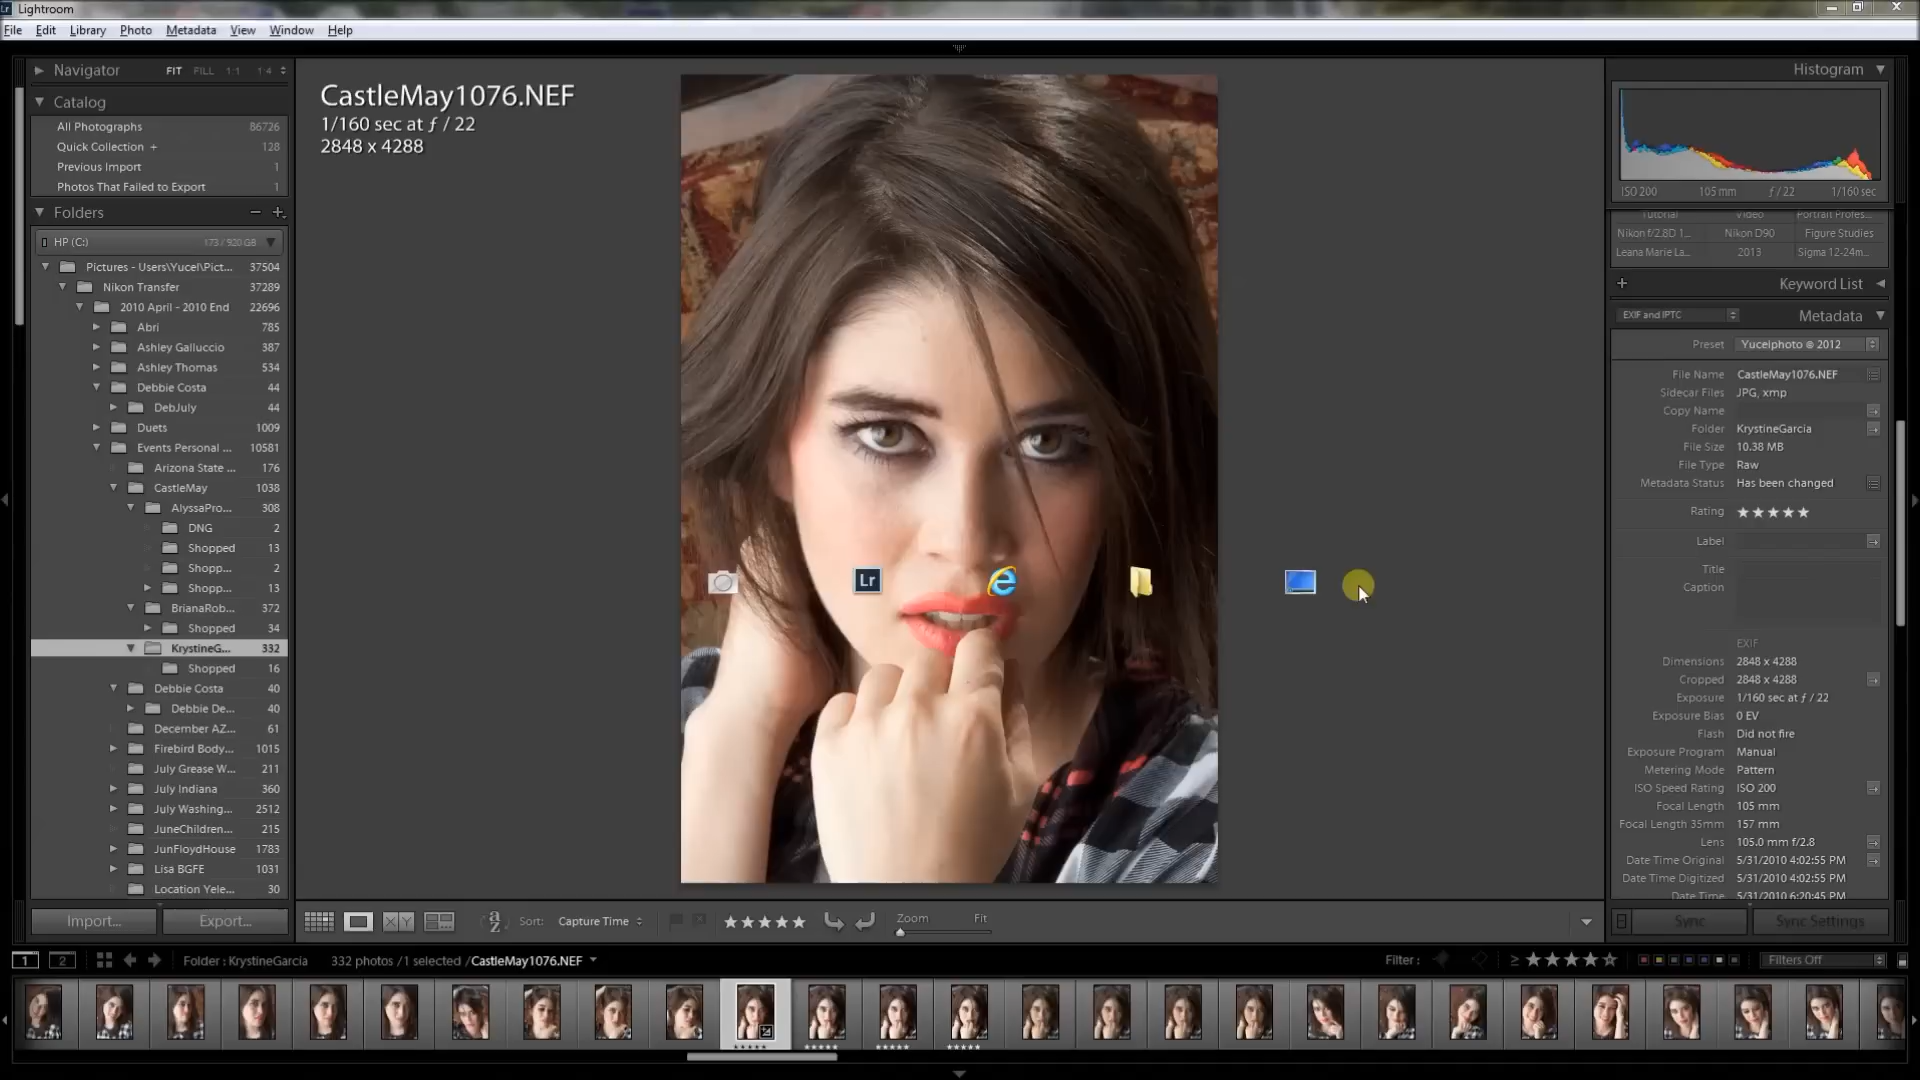 Lightroom
File Edit Library Photo Metadata View Window Help
Navigator FIT FILL 1:1 1:4
Catalog
All Photographs 86726
Quick Collection + 128
Previous Import 1
Photos That Failed to Export 1
Folders
HP (C:) 173 / 920 GB
Pictures - Users\Yucel\Pict... 37504
Nikon Transfer 37289
2010 April - 2010 End 22696
Abri 785
Ashley Galluccio 387
Ashley Thomas 534
Debbie Costa 44
DebJuly 44
Duets 1009
Events Personal ... 10581
Arizona State ... 176
CastleMay 1038
AlyssaPro... 308
DNG 2
Shopped 13
Shopp... 2
Shopp... 13
BrianaRob... 372
Shopped 34
KrystineG... 332
Shopped 16
Debbie Costa 40
Debbie De... 40
December AZ... 61
Firebird Body... 1015
July Grease W... 211
July Indiana 360
July Washing... 2512
JuneChildren... 215
JunFloydHouse 1783
Lisa BGFE 1031
Location Yele... 30
Import... Export...
CastleMay1076.NEF
1/160 sec at ƒ / 22
2848 x 4288
Lr
Sort: Capture Time
Zoom Fit
Histogram
ISO 200 105 mm ƒ / 22 1/160 sec
Tutorial Video Portrait Profes...
Nikon f/2.8D 1... Nikon D90 Figure Studies
Leana Marie La... 2013 Sigma 12-24m...
+ Keyword List
EXIF and IPTC Metadata
Preset Yucelphoto @ 2012
File Name CastleMay1076.NEF
Sidecar Files JPG, xmp
Copy Name
Folder KrystineGarcia
File Size 10.38 MB
File Type Raw
Metadata Status Has been changed
Rating ★★★★★
Label
Title
Caption
EXIF
Dimensions 2848 x 4288
Cropped 2848 x 4288
Exposure 1/160 sec at ƒ / 22
Exposure Bias 0 EV
Flash Did not fire
Exposure Program Manual
Metering Mode Pattern
ISO Speed Rating ISO 200
Focal Length 105 mm
Focal Length 35mm 157 mm
Lens 105.0 mm f/2.8
Date Time Original 5/31/2010 4:02:55 PM
Date Time Digitized 5/31/2010 4:02:55 PM
Date Time 5/31/2010 6:20:45 PM
Sync Sync Settings
1 2 Folder : KrystineGarcia 332 photos /1 selected /CastleMay1076.NEF Filter : ≥ ★★★★☆ Filters Off